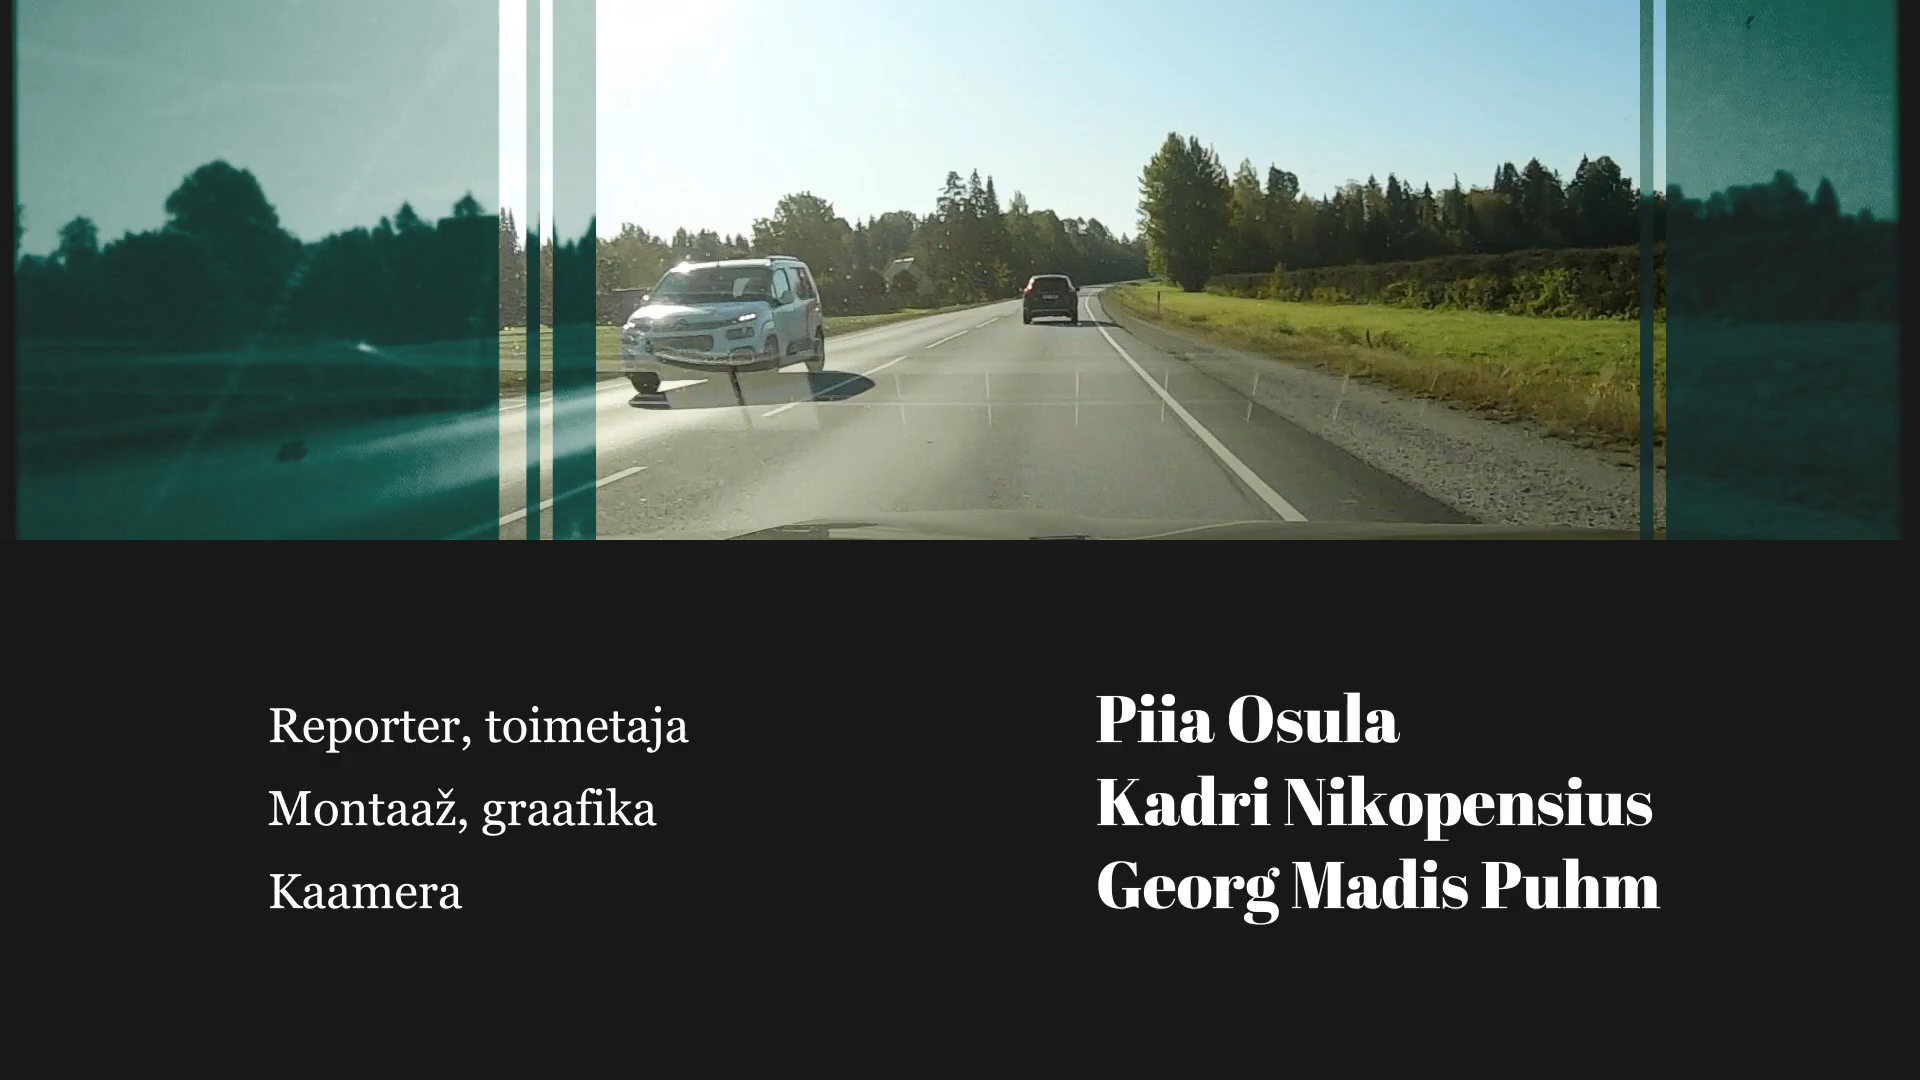 Reporter, toimetaja Piia Osula
Montaaž, graafika Kadri Nikopensius
Kaamera Georg Madis Puhm